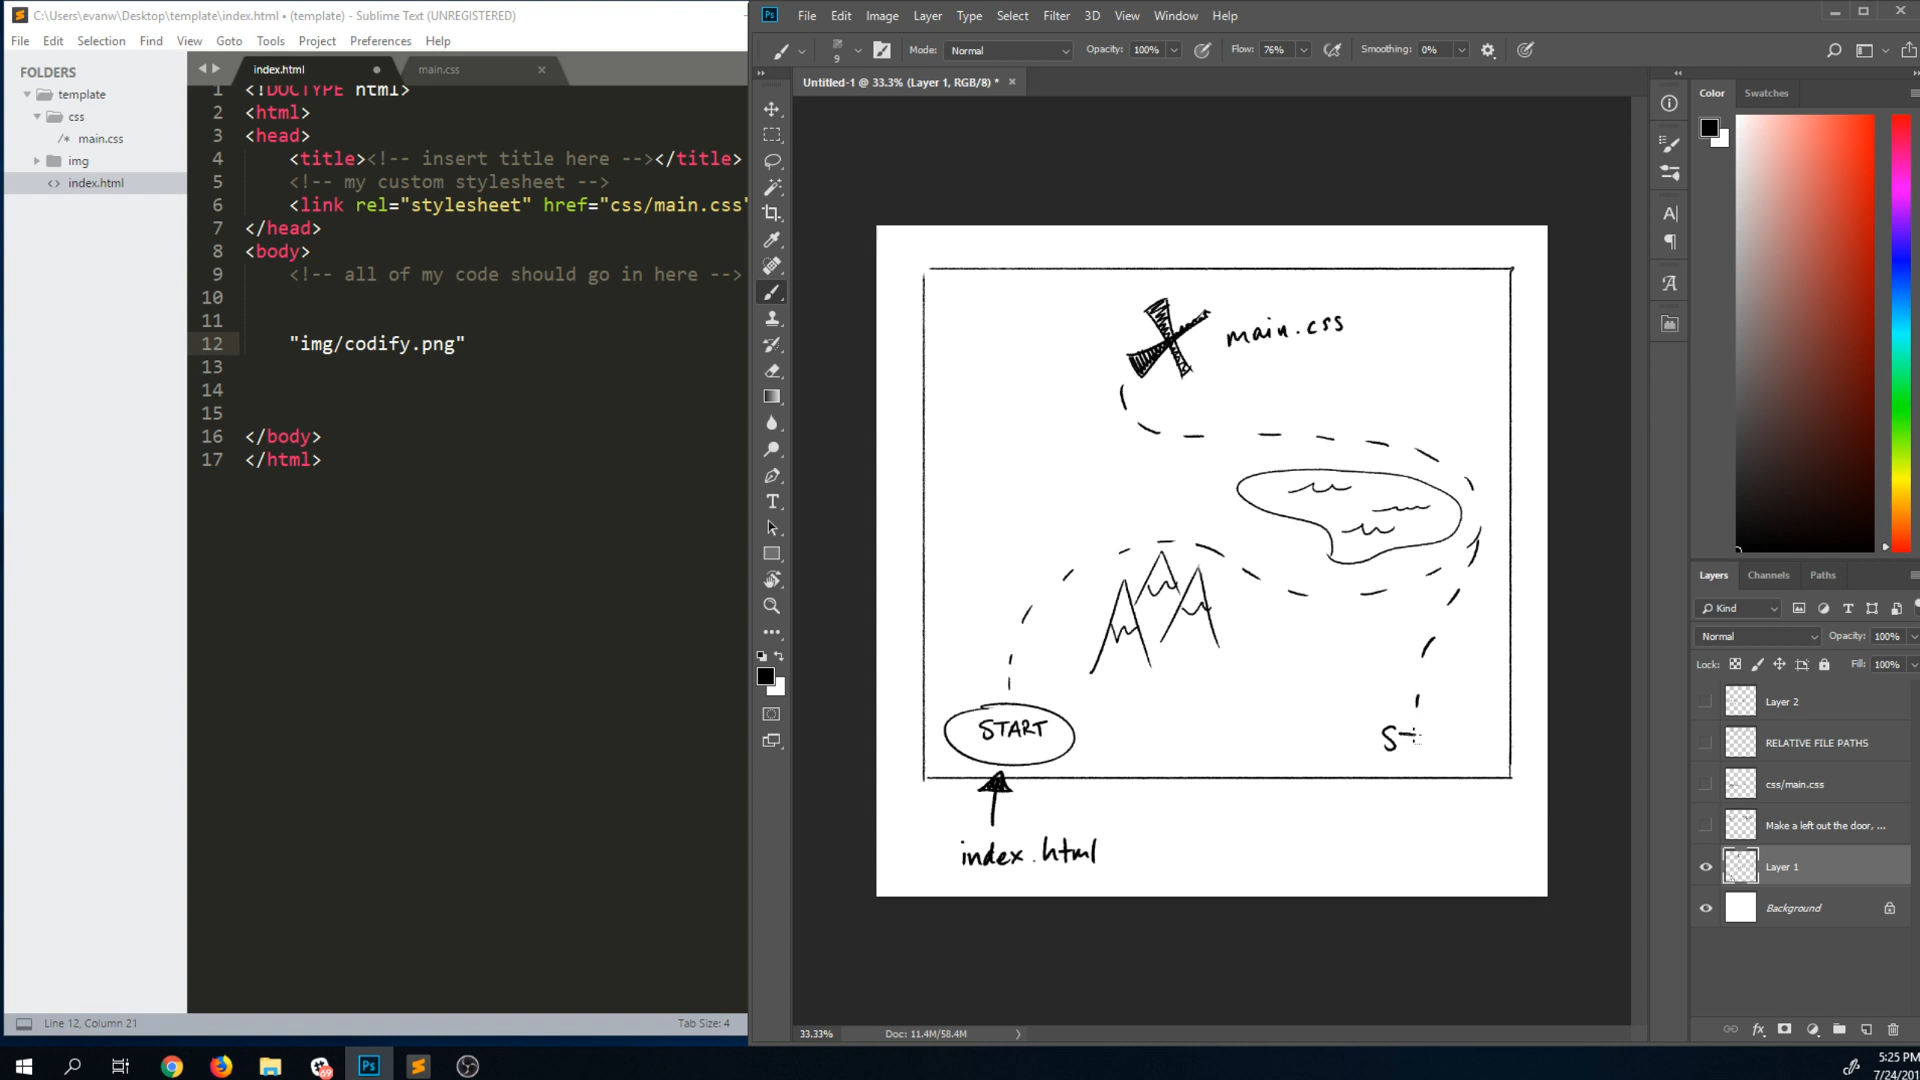 C:\Users\evanw\Desktop\template\index.html • (template) - Sublime Text (UNREGISTERED)
File Edit Selection Find View Goto Tools Project Preferences Help
FOLDERS
template
css
/* main.css
img
<> index.html
index.html
main.css
1 <!DOCTYPE html>
2 <html>
3 <head>
4 <title><!-- insert title here --></title>
5 <!-- my custom stylesheet -->
6 <link rel="stylesheet" href="css/main.css"
7 </head>
8 <body>
9 <!-- all of my code should go in here -->
10
11
12 "img/codify.png"
13
14
15
16 </body>
17 </html>
Line 12, Column 21
Tab Size: 4
Ps File Edit Image Layer Type Select Filter 3D View Window Help
9 Mode: Normal Opacity: 100% Flow: 76% Smoothing: 0%
Untitled-1 @ 33.3% (Layer 1, RGB/8) *
main.css
START
S
index.html
33.33% Doc: 11.4M/58.4M
Color Swatches
Layers Channels Paths
Kind
Normal Opacity: 100%
Lock: Fill: 100%
Layer 2
RELATIVE FILE PATHS
css/main.css
Make a left out the door, ...
Layer 1
Background
69
Ps
5:25 PM
7/24/201